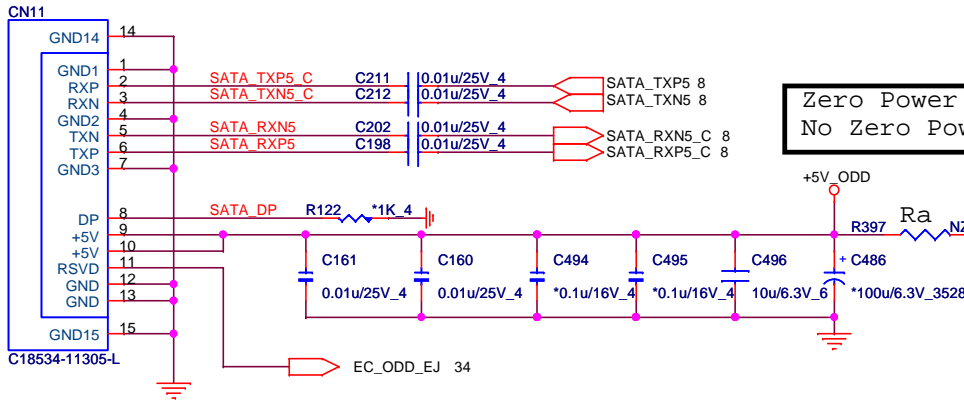 CN11
GND14 14
GND1 1
RXP 2 SATA_TXP5_C C211 0.01u/25V_4 SATA_TXP5 8
RXN 3 SATA_TXN5_C C212 0.01u/25V_4 SATA_TXN5 8
GND2 4
TXN 5 SATA_RXN5 C202 0.01u/25V_4 SATA_RXN5_C 8
TXP 6 SATA_RXP5 C198 0.01u/25V_4 SATA_RXP5_C 8
GND3 7
Zero Power
No Zero Pow
+5V_ODD
DP 8 SATA_DP R122 *1K_4
+5V 9 R397 Ra NZ
+5V 10
RSVD 11
GND 12
GND 13
GND15 15
C18534-11305-L
C161 C160 C494 C495 C496 + C486
0.01u/25V_4 0.01u/25V_4 *0.1u/16V_4 *0.1u/16V_4 10u/6.3V_6 *100u/6.3V_3528
EC_ODD_EJ 34